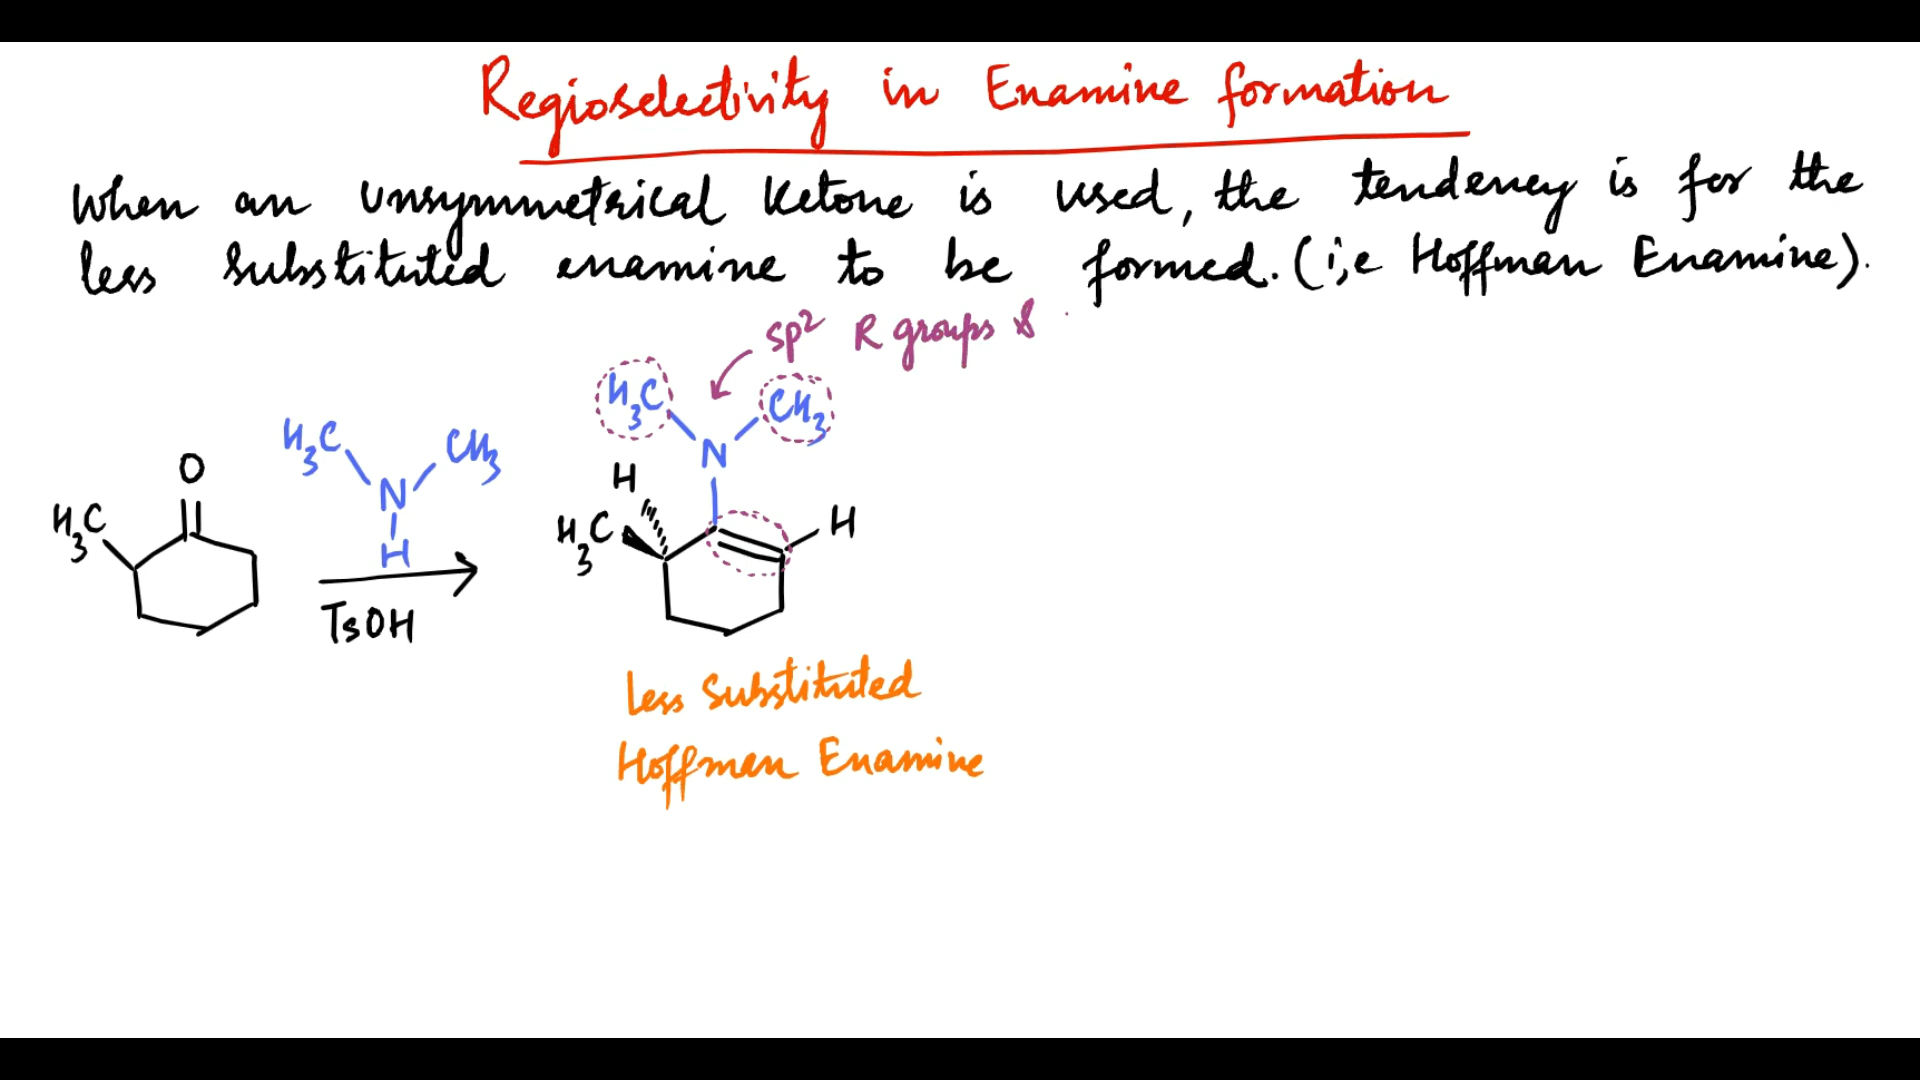 Regioselectivity in Enamine formation
When an unsymmetrical Ketone is used, the tendency is for the
less substituted enamine to be formed. (i,e Hoffman Enamine).
sp² R groups &
H₃C CH₃
N
H
H₃C CH₃
N
H
TsOH
O
H₃C
H₃C
H
less Substituted
Hoffman Enamine